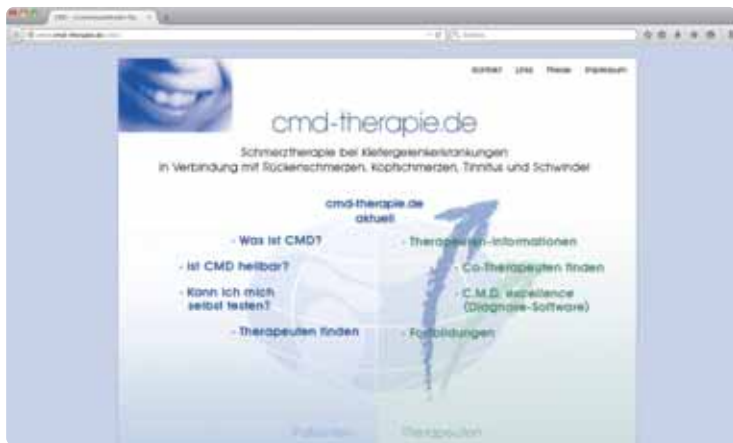 Kontakt Links Presse Impressum
cmd-therapie.de
Schmerztherapie bei Kiefergelenkerkrankungen
in Verbindung mit Rückenschmerzen, Kopfschmerzen, Tinnitus und Schwindel
cmd-therapie.de
aktuell
- Was ist CMD?
- Ist CMD heilbar?
- Kann ich mich
selbst testen?
- Therapeuten finden
- Therapeuten-Informationen
- Co-Therapeuten finden
- C.M.D. excellence
(Diagnose-Software)
- Fortbildungen
Patienten
Therapeuten